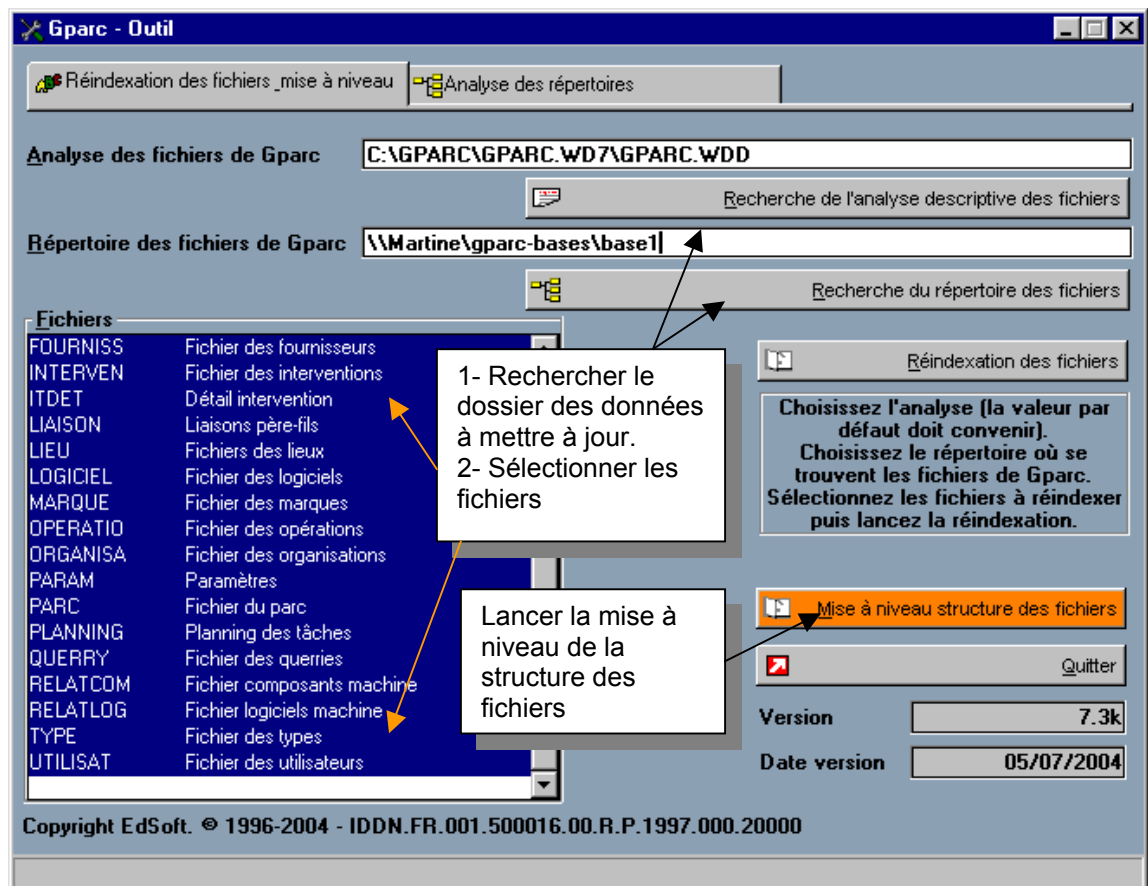 Gparc - Outil
Réindexation des fichiers _mise à niveau
Analyse des répertoires
Analyse des fichiers de Gparc
C:\GPARC\GPARC.WD7\GPARC.WDD
Recherche de l'analyse descriptive des fichiers
Répertoire des fichiers de Gparc
\\Martine\gparc-bases\base1
Recherche du répertoire des fichiers
Fichiers
FOURNISS Fichier des fournisseurs
INTERVEN Fichier des interventions
ITDET Détail intervention
LIAISON Liaisons père-fils
LIEU Fichiers des lieux
LOGICIEL Fichier des logiciels
MARQUE Fichier des marques
OPERATIO Fichier des opérations
ORGANISA Fichier des organisations
PARAM Paramètres
PARC Fichier du parc
PLANNING Planning des tâches
QUERRY Fichier des querries
RELATCOM Fichier composants machine
RELATLOG Fichier logiciels machine
TYPE Fichier des types
UTILISAT Fichier des utilisateurs
1- Rechercher le
dossier des données
à mettre à jour.
2- Sélectionner les
fichiers
Lancer la mise à
niveau de la
structure des
fichiers
Réindexation des fichiers
Choisissez l'analyse (la valeur par
défaut doit convenir).
Choisissez le répertoire où se
trouvent les fichiers de Gparc.
Sélectionnez les fichiers à réindexer
puis lancez la réindexation.
Mise à niveau structure des fichiers
Quitter
Version 7.3k
Date version 05/07/2004
Copyright EdSoft. © 1996-2004 - IDDN.FR.001.500016.00.R.P.1997.000.20000